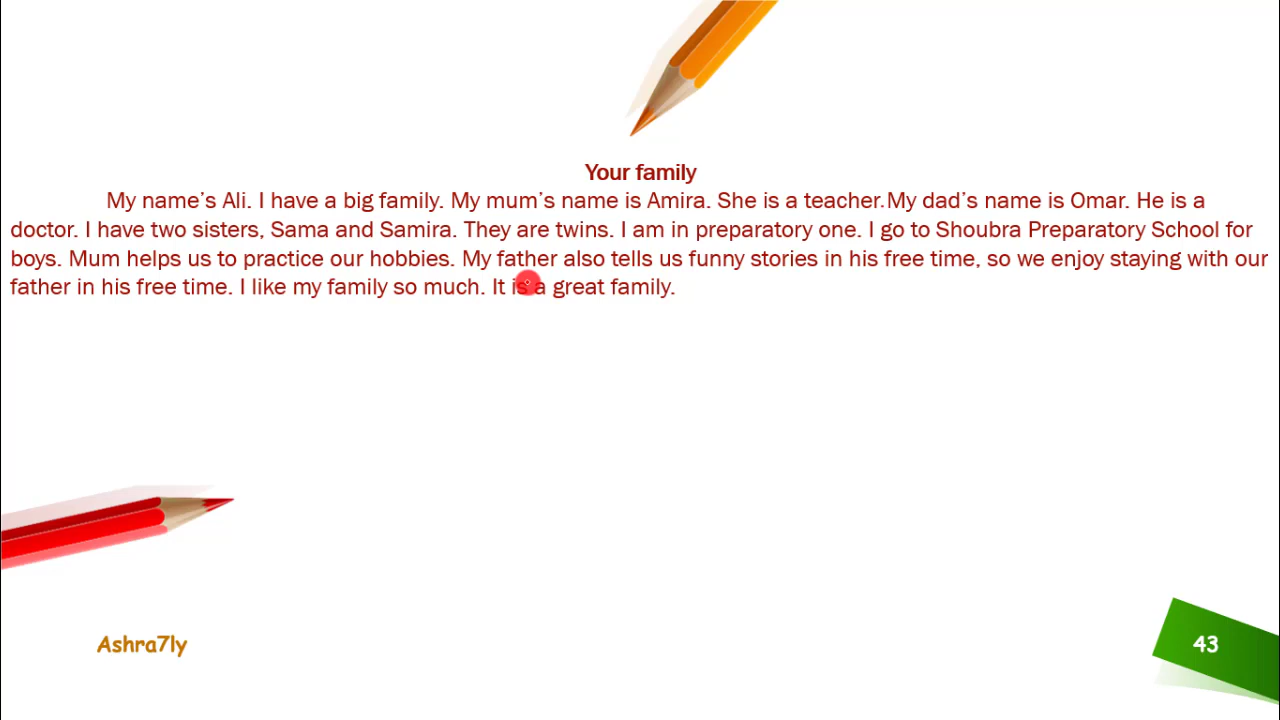 Your family
My name’s Ali. I have a big family. My mum’s name is Amira. She is a teacher.My dad’s name is Omar. He is a
doctor. I have two sisters, Sama and Samira. They are twins. I am in preparatory one. I go to Shoubra Preparatory School for
boys. Mum helps us to practice our hobbies. My father also tells us funny stories in his free time, so we enjoy staying with our
father in his free time. I like my family so much. It is a great family.
Ashra7ly
43